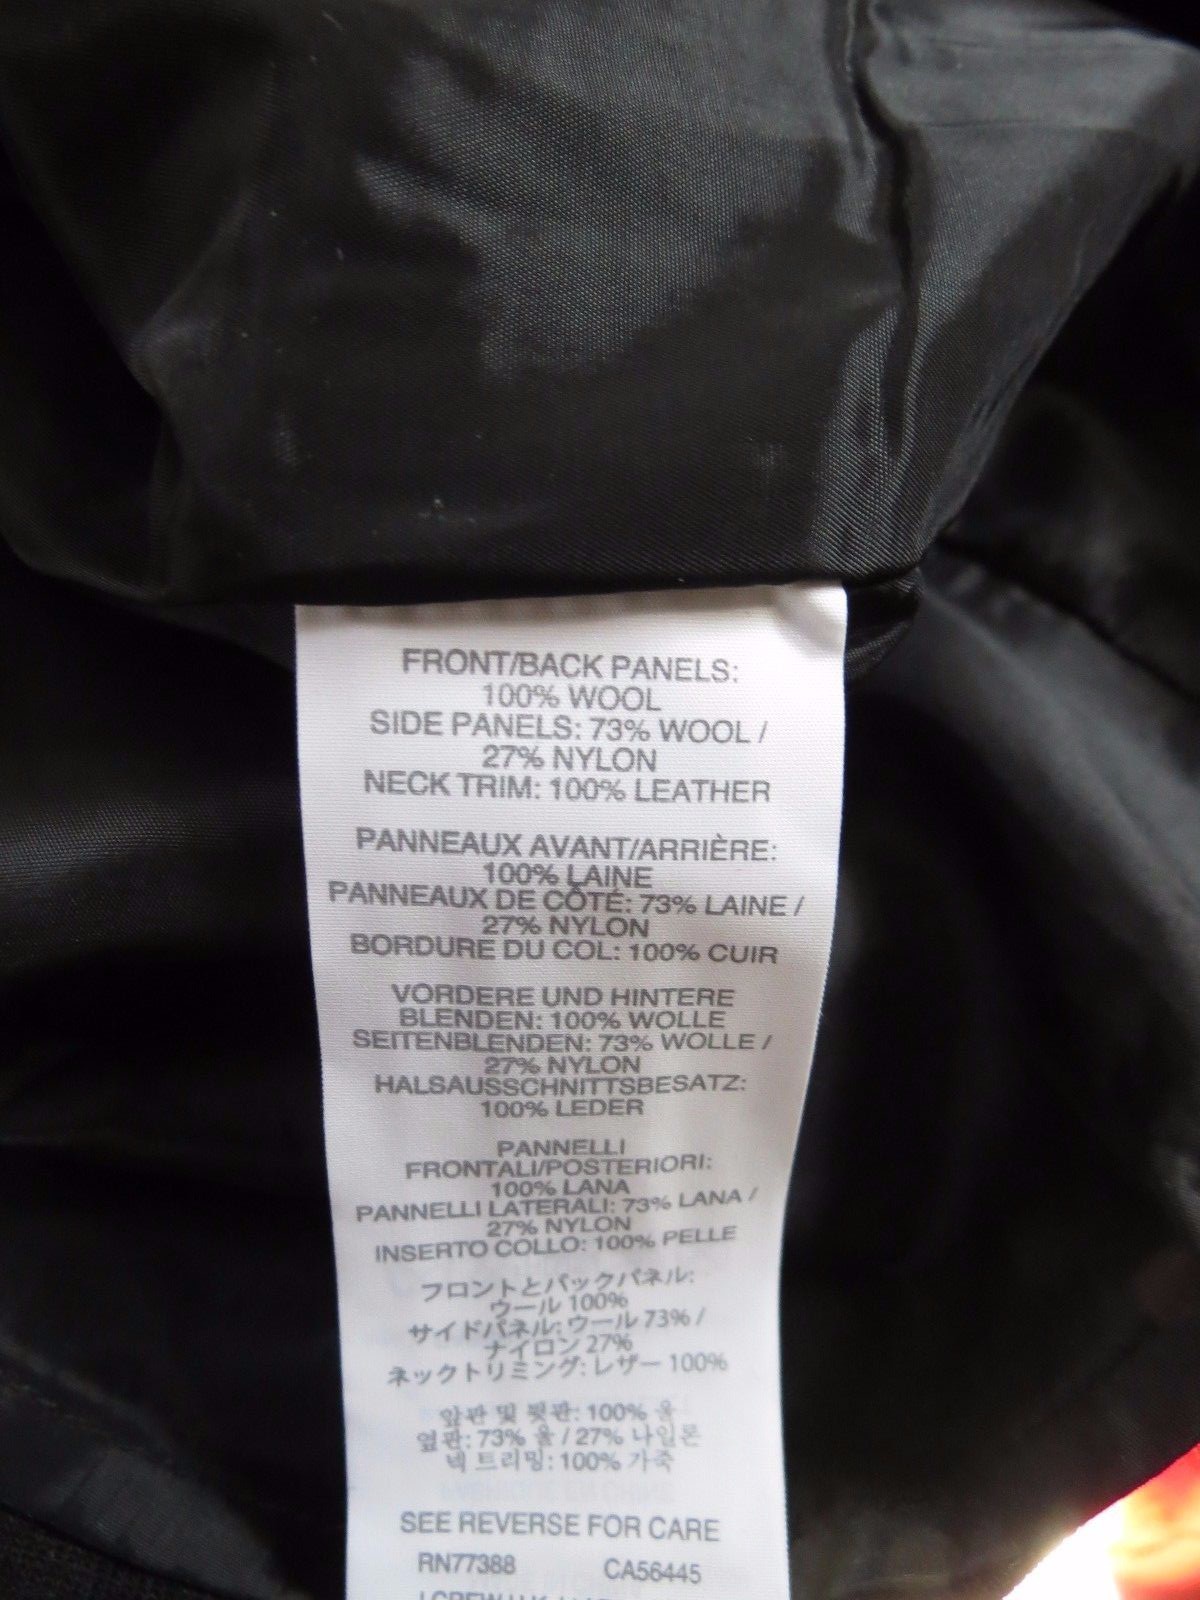 FRONT/BACK PANELS:
100% WOOL
SIDE PANELS: 73% WOOL /
27% NYLON
NECK TRIM: 100% LEATHER
PANNEAUX AVANT/ARRIÈRE:
100% LAINE
PANNEAUX DE CÔTÉ: 73% LAINE /
27% NYLON
BORDURE DU COL: 100% CUIR
VORDERE UND HINTERE
BLENDEN: 100% WOLLE
SEITENBLENDEN: 73% WOLLE /
27% NYLON
HALSAUSSCHNITTSBESATZ:
100% LEDER
PANNELLI
FRONTALI/POSTERIORI:
100% LANA
PANNELLI LATERALI: 73% LANA /
27% NYLON
INSERTO COLLO: 100% PELLE
フロントとバックパネル:
ウール 100%
サイドパネル: ウール 73% /
ナイロン 27%
ネックトリミング: レザー 100%
앞판 및 뒷판: 100% 울
옆판: 73% 울 / 27% 나일론
넥 트리밍: 100% 가죽
SEE REVERSE FOR CARE
RN77388 CA56445